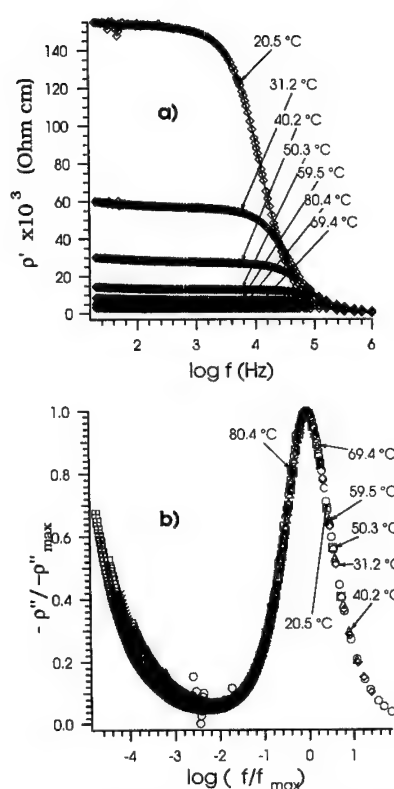 140
120
100
80
60
40
20
0
ρ' x10³ (Ohm cm)
a)
20.5 °C
31.2 °C
40.2 °C
50.3 °C
59.5 °C
80.4 °C
69.4 °C
2
3
4
5
6
log f (Hz)
1.0
0.8
0.6
0.4
0.2
0.0
- ρ''/-ρ''max
b)
80.4 °C
69.4 °C
59.5 °C
50.3 °C
31.2 °C
40.2 °C
20.5 °C
-4
-3
-2
-1
0
1
log ( f/fmax)